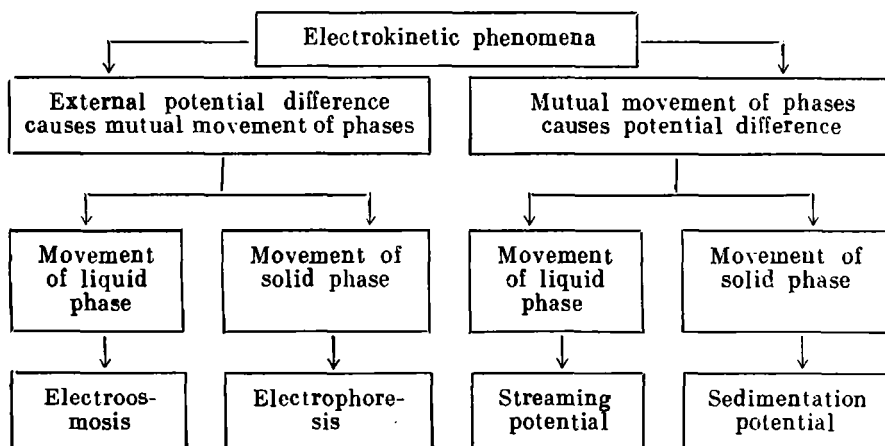 Electrokinetic phenomena
External potential difference
causes mutual movement of phases
Mutual movement of phases
causes potential difference
Movement
of liquid
phase
Movement of
solid phase
Movement
of liquid
phase
Movement of
solid phase
Electroos-
mosis
Electrophore-
sis
Streaming
potential
Sedimentation
potential